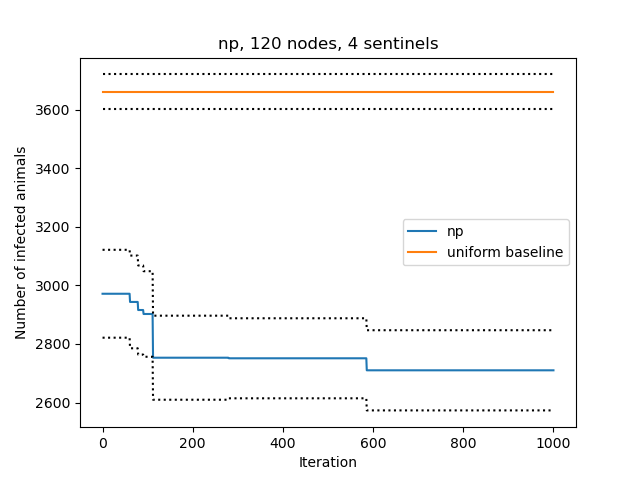 np, 120 nodes, 4 sentinels
Number of infected animals
3600
3400
3200
3000
2800
2600
np
uniform baseline
0
200
400
600
800
1000
Iteration